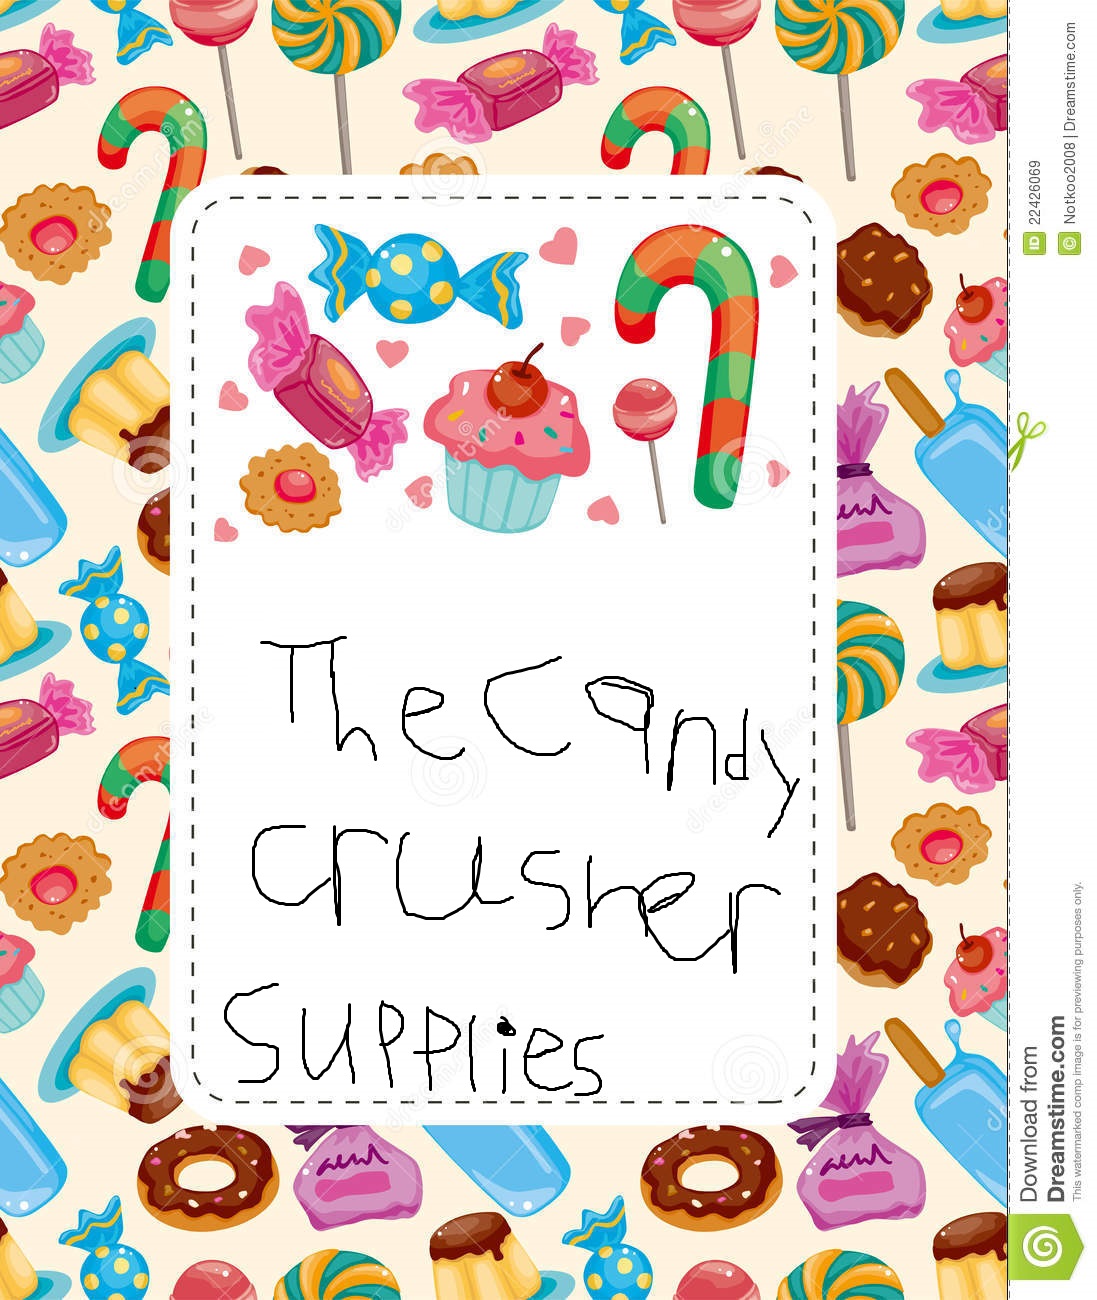 The Candy
crusher
supplies
ID 22426069
© Notkoo2008 | Dreamstime.com
Download from
Dreamstime.com
This watermarked comp image is for previewing purposes only.